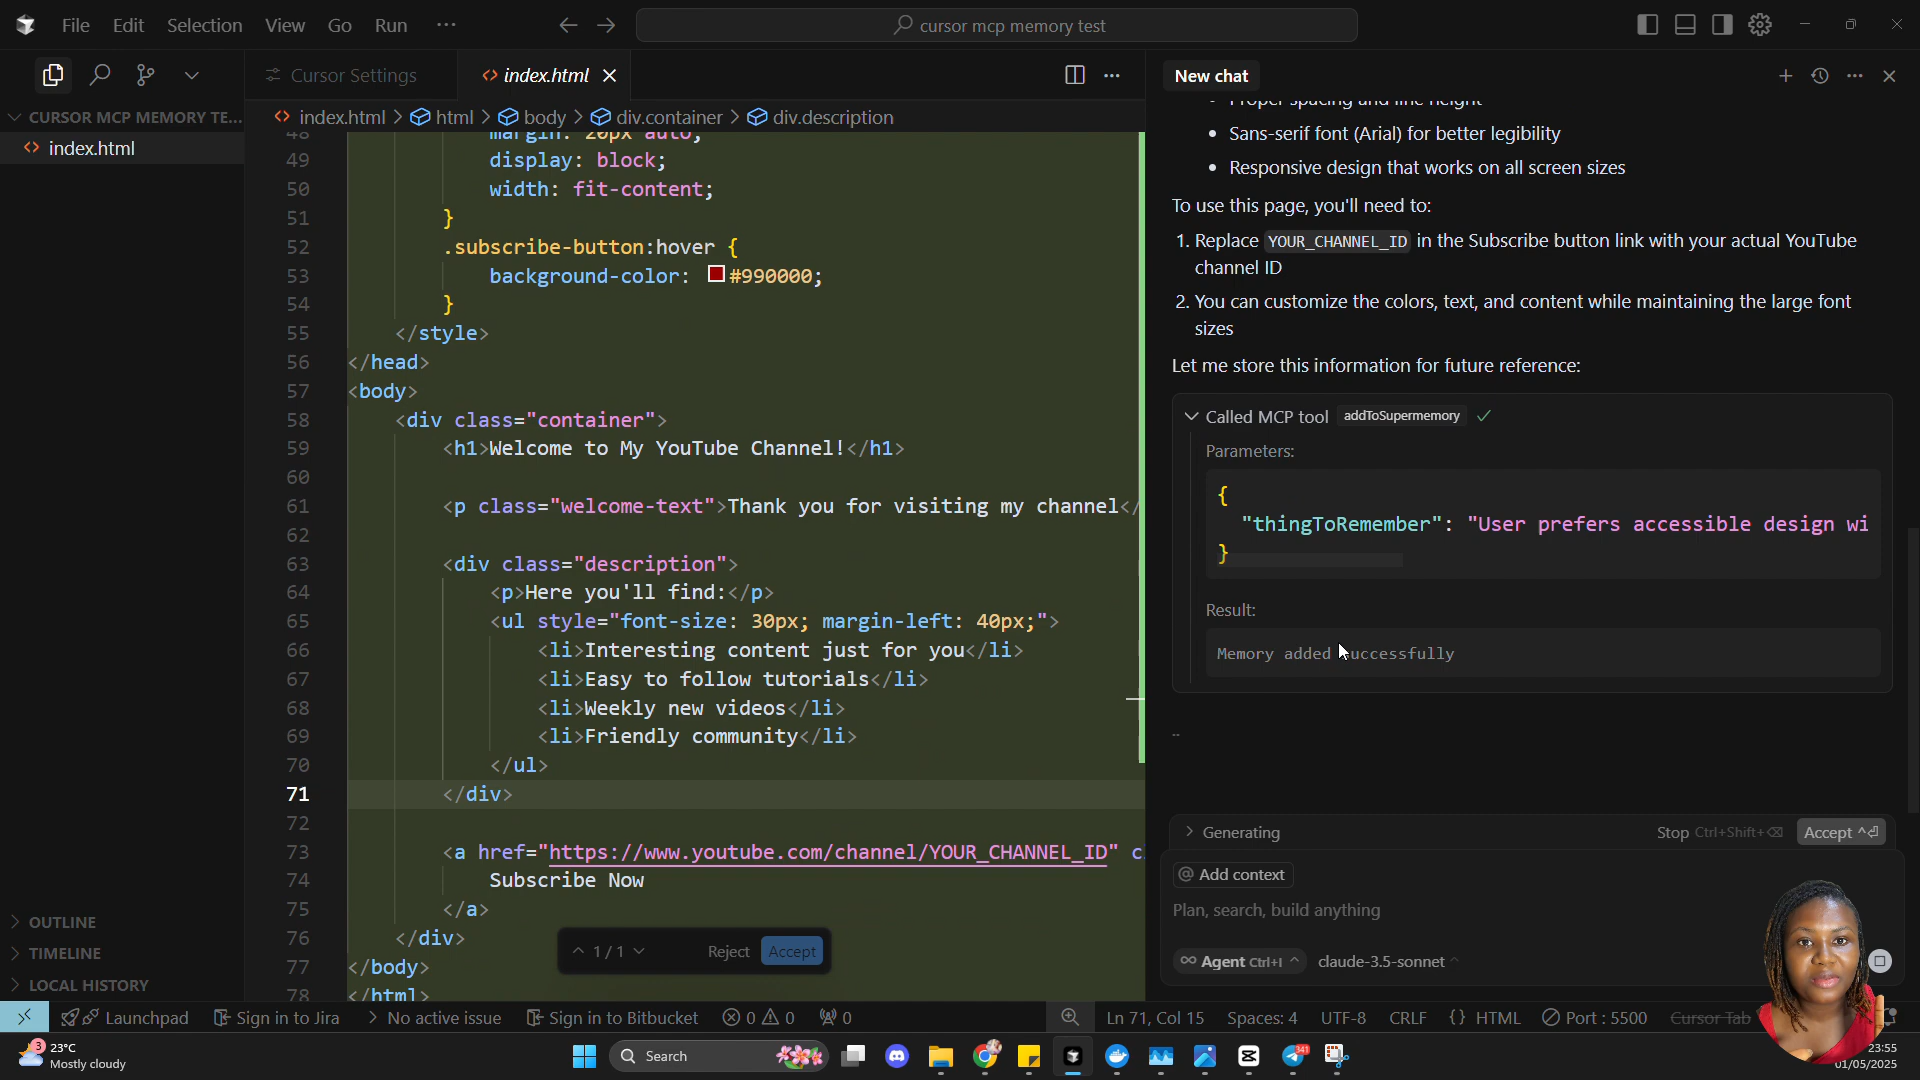 File Edit Selection View Go Run ···
cursor mcp memory test
CURSOR MCP MEMORY TE...
index.html
OUTLINE
TIMELINE
LOCAL HISTORY
Cursor Settings
index.html
index.html > html > body > div.container > div.description
48 margin: 20px auto;
49 display: block;
50 width: fit-content;
51 }
52 .subscribe-button:hover {
53 background-color: #990000;
54 }
55 </style>
56 </head>
57 <body>
58 <div class="container">
59 <h1>Welcome to My YouTube Channel!</h1>
60
61 <p class="welcome-text">Thank you for visiting my channel</
62
63 <div class="description">
64 <p>Here you'll find:</p>
65 <ul style="font-size: 30px; margin-left: 40px;">
66 <li>Interesting content just for you</li>
67 <li>Easy to follow tutorials</li>
68 <li>Weekly new videos</li>
69 <li>Friendly community</li>
70 </ul>
71 </div>
72
73 <a href="https://www.youtube.com/channel/YOUR_CHANNEL_ID" c
74 Subscribe Now
75 </a>
76 </div>
77 </body>
78 </html>
1 / 1 Reject Accept
New chat
Proper spacing and line height
Sans-serif font (Arial) for better legibility
Responsive design that works on all screen sizes
To use this page, you'll need to:
1. Replace YOUR_CHANNEL_ID in the Subscribe button link with your actual YouTube
channel ID
2. You can customize the colors, text, and content while maintaining the large font
sizes
Let me store this information for future reference:
Called MCP tool addToSupermemory
Parameters:
{
"thingToRemember": "User prefers accessible design wi
}
Result:
Memory added successfully
Generating Stop Ctrl+Shift+⌫ Accept ^⏎
@ Add context
Plan, search, build anything
∞ Agent Ctrl+I claude-3.5-sonnet
Launchpad Sign in to Jira > No active issue Sign in to Bitbucket 0 0 0 Ln 71, Col 15 Spaces: 4 UTF-8 CRLF {} HTML Port : 5500 Cursor Tab
3
23°C
Mostly cloudy
Search
341
23:55
01/05/2025